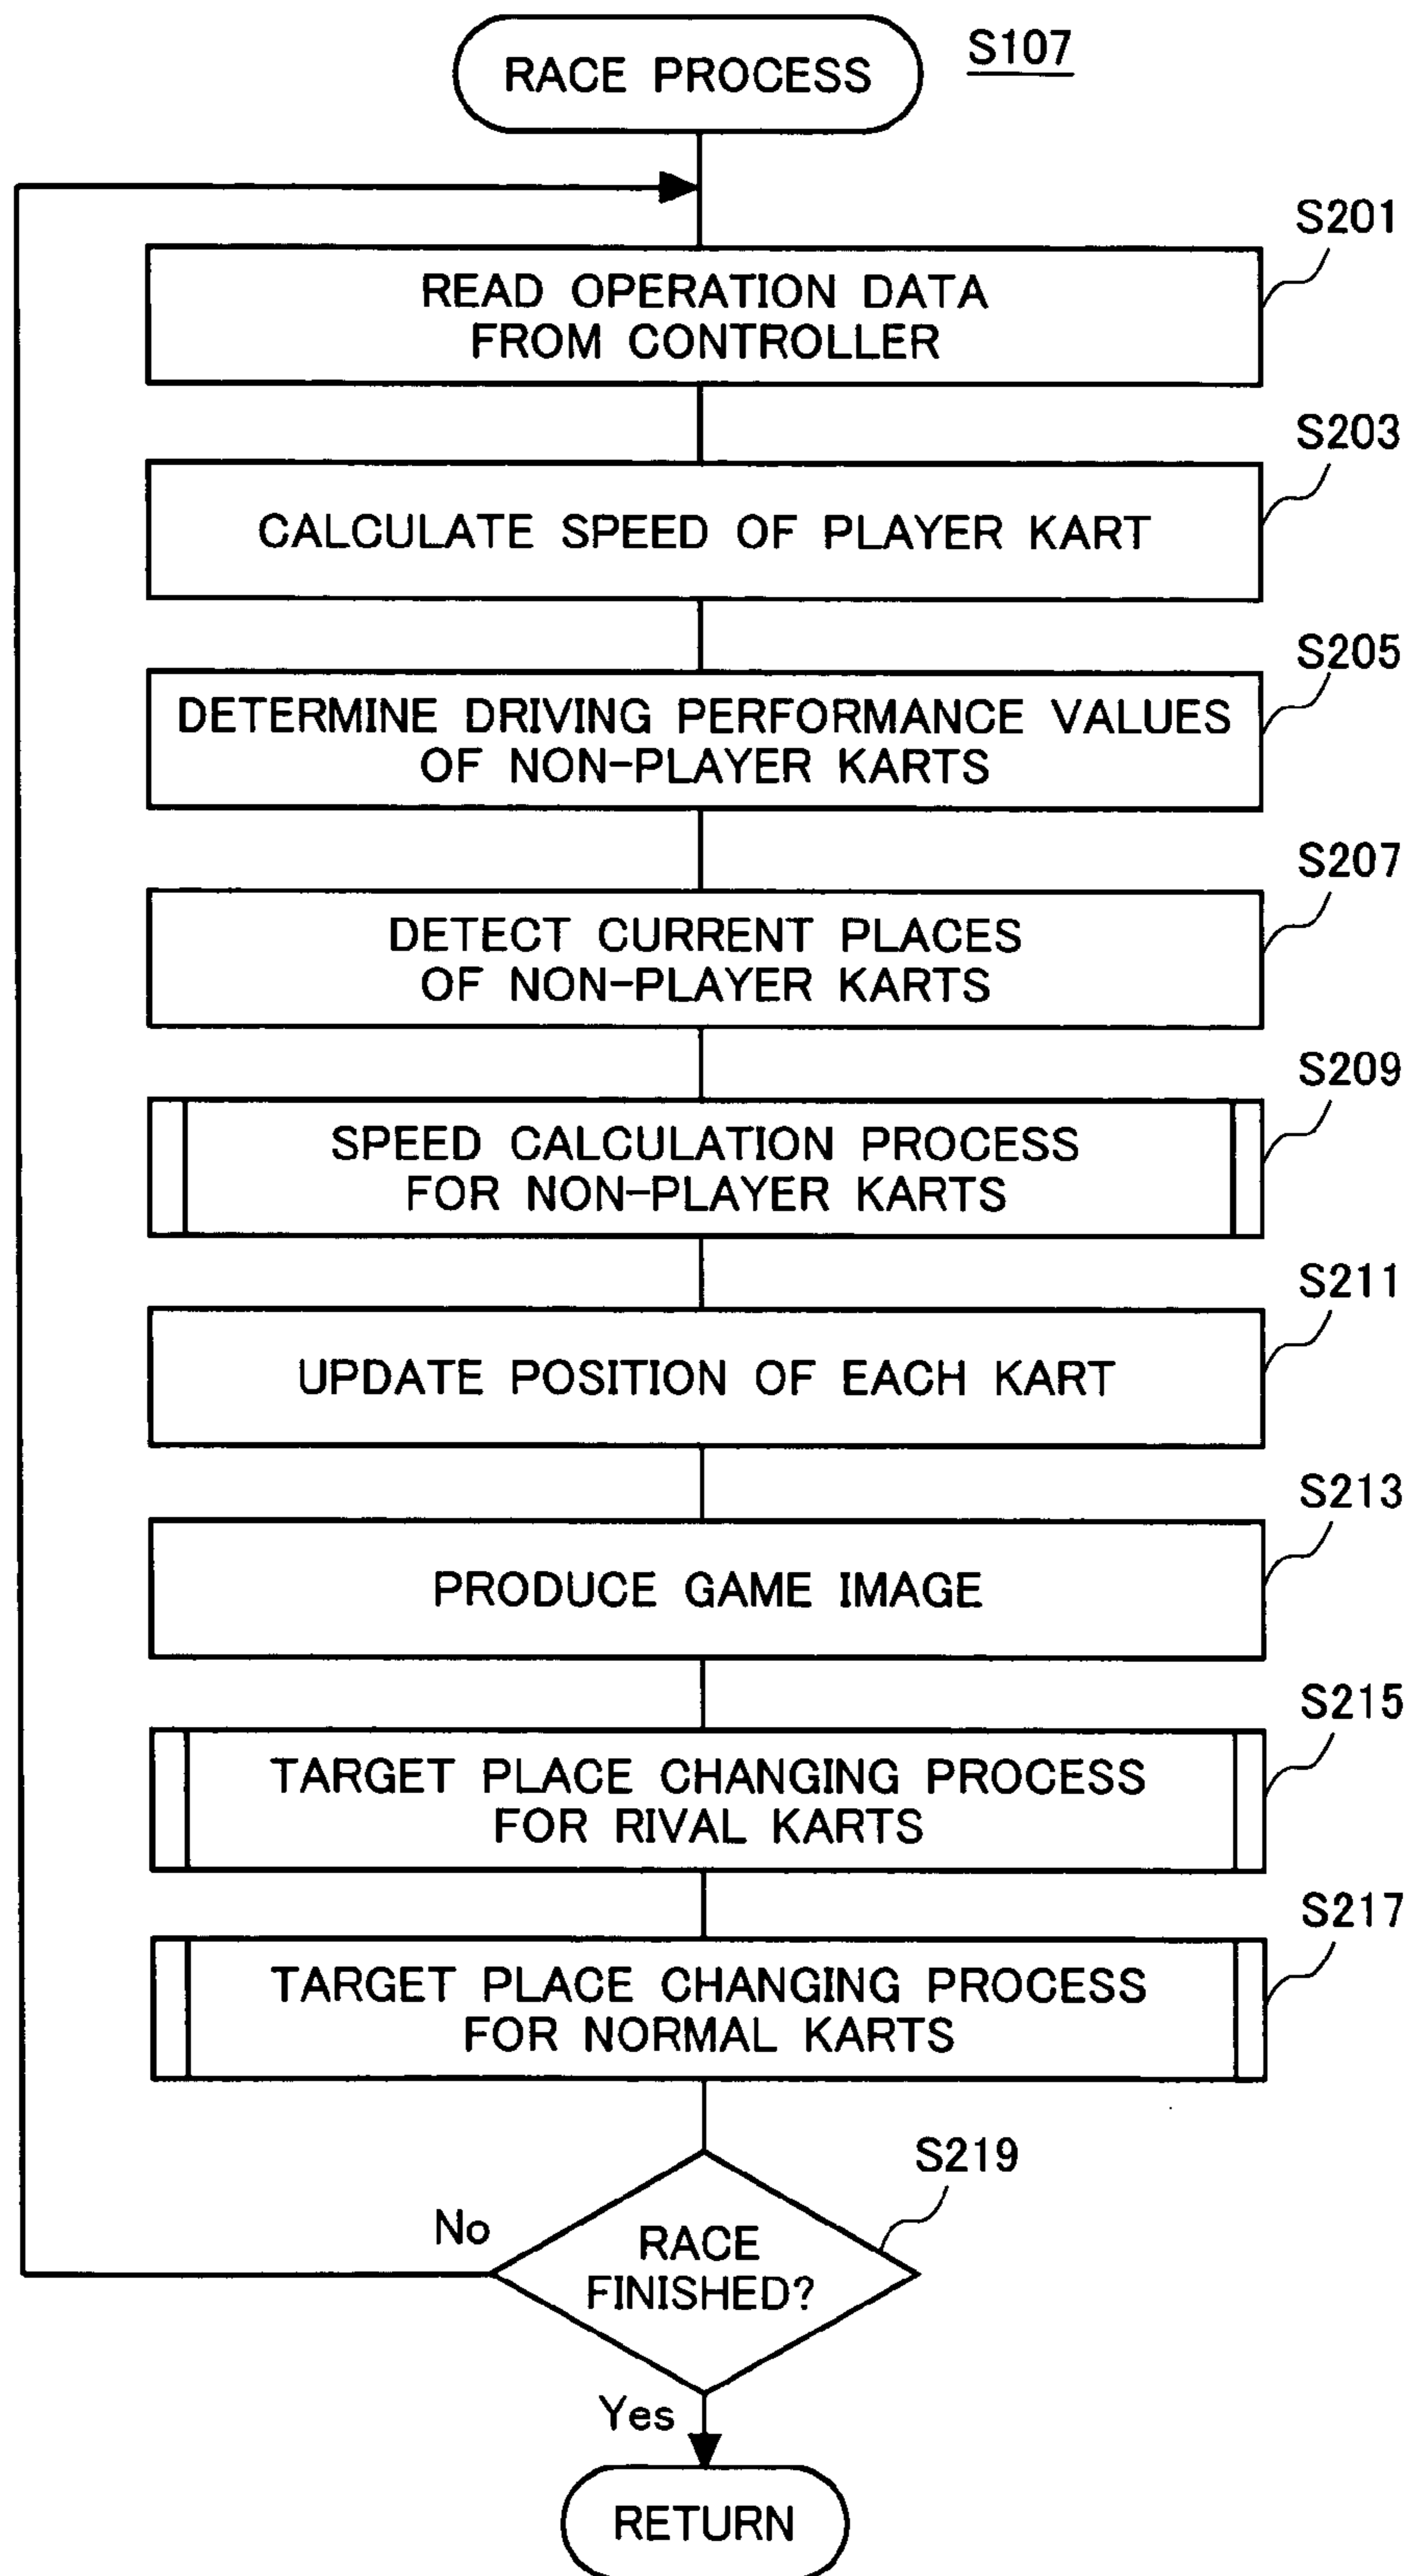 RACE PROCESS
S107
S201
READ OPERATION DATA
FROM CONTROLLER
S203
CALCULATE SPEED OF PLAYER KART
S205
DETERMINE DRIVING PERFORMANCE VALUES
OF NON-PLAYER KARTS
S207
DETECT CURRENT PLACES
OF NON-PLAYER KARTS
S209
SPEED CALCULATION PROCESS
FOR NON-PLAYER KARTS
S211
UPDATE POSITION OF EACH KART
S213
PRODUCE GAME IMAGE
S215
TARGET PLACE CHANGING PROCESS
FOR RIVAL KARTS
S217
TARGET PLACE CHANGING PROCESS
FOR NORMAL KARTS
S219
No
RACE
FINISHED?
Yes
RETURN